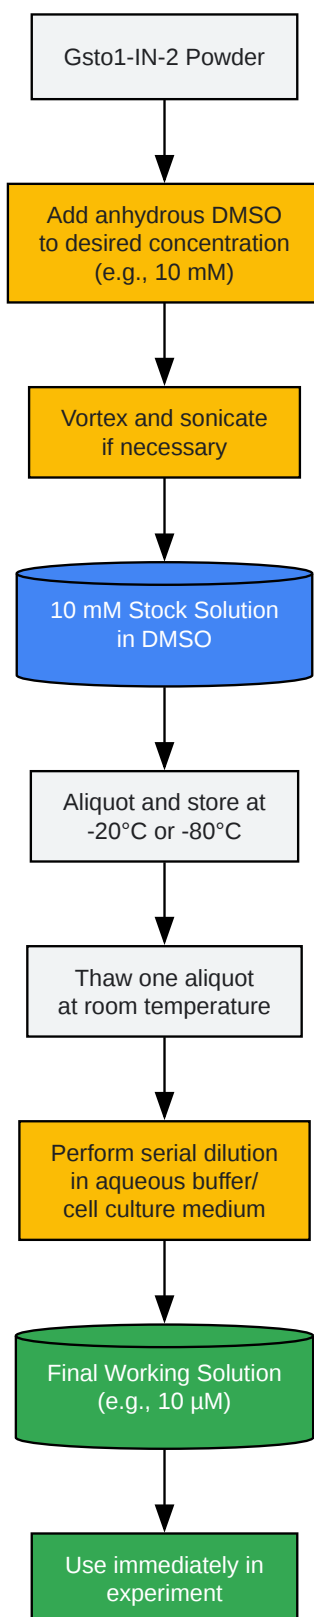 Gsto1-IN-2 Powder
Add anhydrous DMSO
to desired concentration
(e.g., 10 mM)
Vortex and sonicate
if necessary
10 mM Stock Solution
in DMSO
Aliquot and store at
-20°C or -80°C
Thaw one aliquot
at room temperature
Perform serial dilution
in aqueous buffer/
cell culture medium
Final Working Solution
(e.g., 10 µM)
Use immediately in
experiment